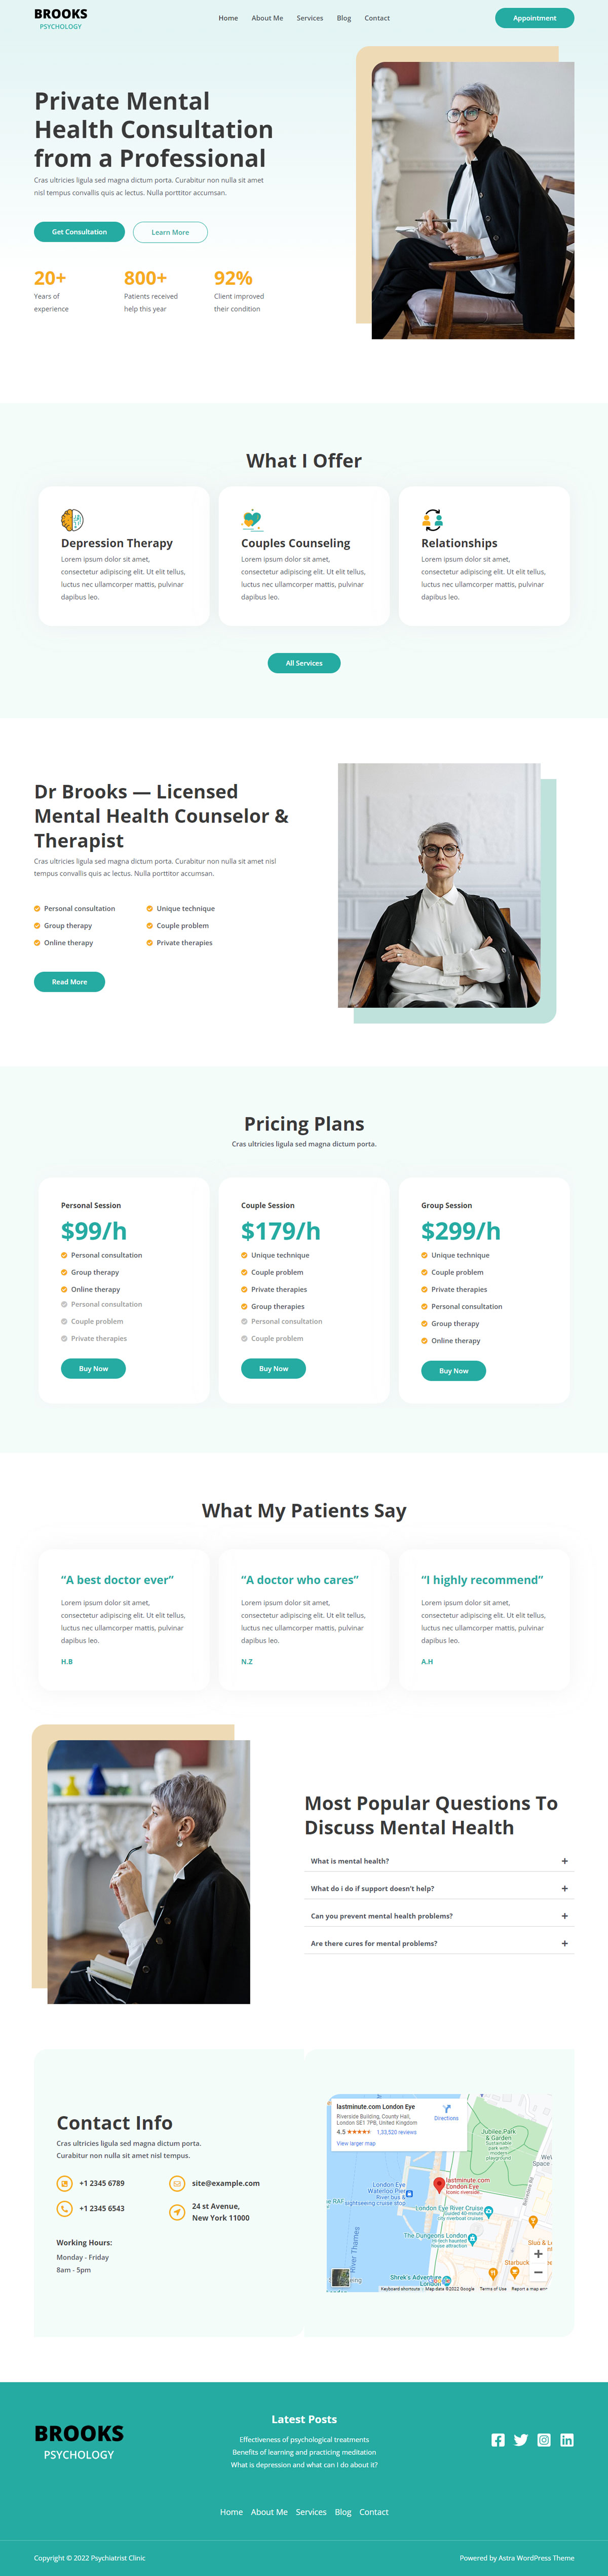 BROOKS
PSYCHOLOGY
Home About Me Services Blog Contact
Appointment
Private Mental
Health Consultation
from a Professional
Cras ultricies ligula sed magna dictum porta. Curabitur non nulla sit amet
nisl tempus convallis quis ac lectus. Nulla porttitor accumsan.
Get Consultation
Learn More
20+
Years of
experience
800+
Patients received
help this year
92%
Client improved
their condition
What I Offer
Depression Therapy
Lorem ipsum dolor sit amet,
consectetur adipiscing elit. Ut elit tellus,
luctus nec ullamcorper mattis, pulvinar
dapibus leo.
Couples Counseling
Lorem ipsum dolor sit amet,
consectetur adipiscing elit. Ut elit tellus,
luctus nec ullamcorper mattis, pulvinar
dapibus leo.
Relationships
Lorem ipsum dolor sit amet,
consectetur adipiscing elit. Ut elit tellus,
luctus nec ullamcorper mattis, pulvinar
dapibus leo.
All Services
Dr Brooks — Licensed
Mental Health Counselor &
Therapist
Cras ultricies ligula sed magna dictum porta. Curabitur non nulla sit amet nisl
tempus convallis quis ac lectus. Nulla porttitor accumsan.
Personal consultation
Group therapy
Online therapy
Unique technique
Couple problem
Private therapies
Read More
Pricing Plans
Cras ultricies ligula sed magna dictum porta.
Personal Session
$99/h
Personal consultation
Group therapy
Online therapy
Personal consultation
Couple problem
Private therapies
Buy Now
Couple Session
$179/h
Unique technique
Couple problem
Private therapies
Group therapies
Personal consultation
Couple problem
Buy Now
Group Session
$299/h
Unique technique
Couple problem
Private therapies
Personal consultation
Group therapy
Online therapy
Buy Now
What My Patients Say
“A best doctor ever”
Lorem ipsum dolor sit amet,
consectetur adipiscing elit. Ut elit tellus,
luctus nec ullamcorper mattis, pulvinar
dapibus leo.
H.B
“A doctor who cares”
Lorem ipsum dolor sit amet,
consectetur adipiscing elit. Ut elit tellus,
luctus nec ullamcorper mattis, pulvinar
dapibus leo.
N.Z
“I highly recommend”
Lorem ipsum dolor sit amet,
consectetur adipiscing elit. Ut elit tellus,
luctus nec ullamcorper mattis, pulvinar
dapibus leo.
A.H
Most Popular Questions To
Discuss Mental Health
What is mental health?
What do i do if support doesn’t help?
Can you prevent mental health problems?
Are there cures for mental problems?
Contact Info
Cras ultricies ligula sed magna dictum porta.
Curabitur non nulla sit amet nisl tempus.
+1 2345 6789
site@example.com
+1 2345 6543
24 st Avenue,
New York 11000
Working Hours:
Monday - Friday
8am - 5pm
lastminute.com London Eye
Riverside Building, County Hall,
London SE1 7PB, United Kingdom
4.5 1,33,520 reviews
View larger map
Directions
Jubilee Park
& Garden
Sustainable
park with
modern
playground
Space
London Eye
Waterloo Pier
River bus &
sightseeing cruise
lastminute.com
London Eye
Iconic riverside
London Eye River Cruise
Guided 40-minute
The Dungeons London
Hi-tech haunted
house attraction
River Thames
Starbuck
Shrek's Adventure
London
Keyboard shortcuts Map data ©2022 Google Terms of Use Report a map error
BROOKS
PSYCHOLOGY
Latest Posts
Effectiveness of psychological treatments
Benefits of learning and practicing meditation
What is depression and what can I do about it?
Home About Me Services Blog Contact
Copyright © 2022 Psychiatrist Clinic
Powered by Astra WordPress Theme